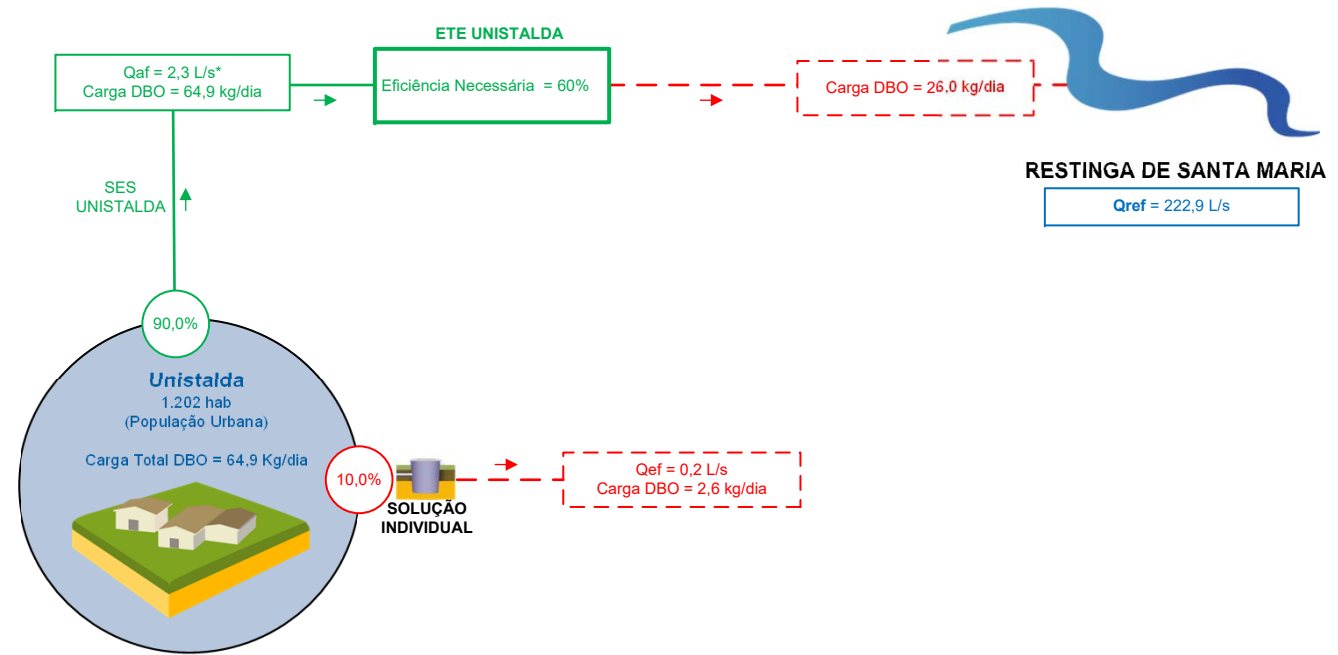 ETE UNISTALDA
Qaf = 2,3 L/s*
Carga DBO = 64,9 kg/dia
Eficiência Necessária = 60%
Carga DBO = 26,0 kg/dia
RESTINGA DE SANTA MARIA
Qref = 222,9 L/s
SES
UNISTALDA
90,0%
Unistalda
1.202 hab
(População Urbana)
Carga Total DBO = 64,9 Kg/dia
10,0%
SOLUÇÃO
INDIVIDUAL
Qef = 0,2 L/s
Carga DBO = 2,6 kg/dia